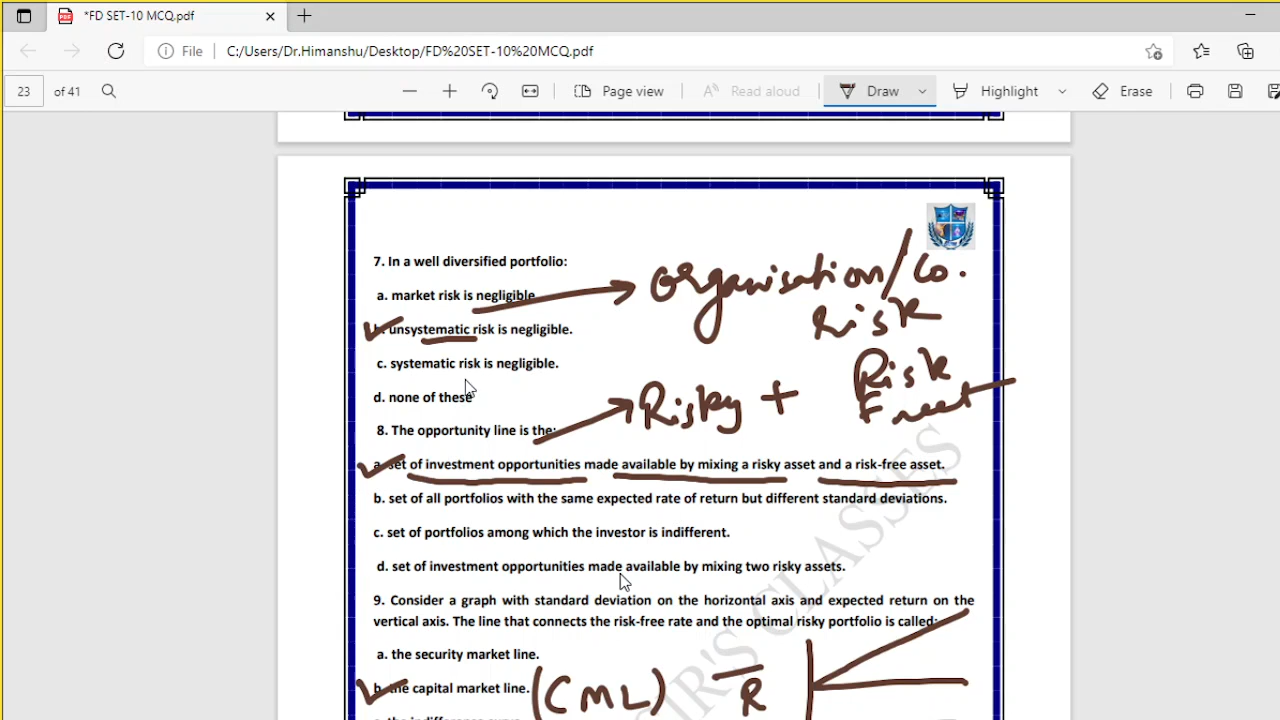 *FD SET-10 MCQ.pdf
File C:/Users/Dr.Himanshu/Desktop/FD%20SET-10%20MCQ.pdf
23 of 41 Page view Read aloud Draw Highlight Erase
7. In a well diversified portfolio:
a. market risk is negligible
Organisation/Co.
Risk
b. unsystematic risk is negligible.
c. systematic risk is negligible.
d. none of these
Risky + Risk Free
8. The opportunity line is the:
a. set of investment opportunities made available by mixing a risky asset and a risk-free asset.
b. set of all portfolios with the same expected rate of return but different standard deviations.
c. set of portfolios among which the investor is indifferent.
d. set of investment opportunities made available by mixing two risky assets.
9. Consider a graph with standard deviation on the horizontal axis and expected return on the
vertical axis. The line that connects the risk-free rate and the optimal risky portfolio is called:
a. the security market line.
b. the capital market line. (CML) R
c. the indifference curve
SIR'S CLASSES